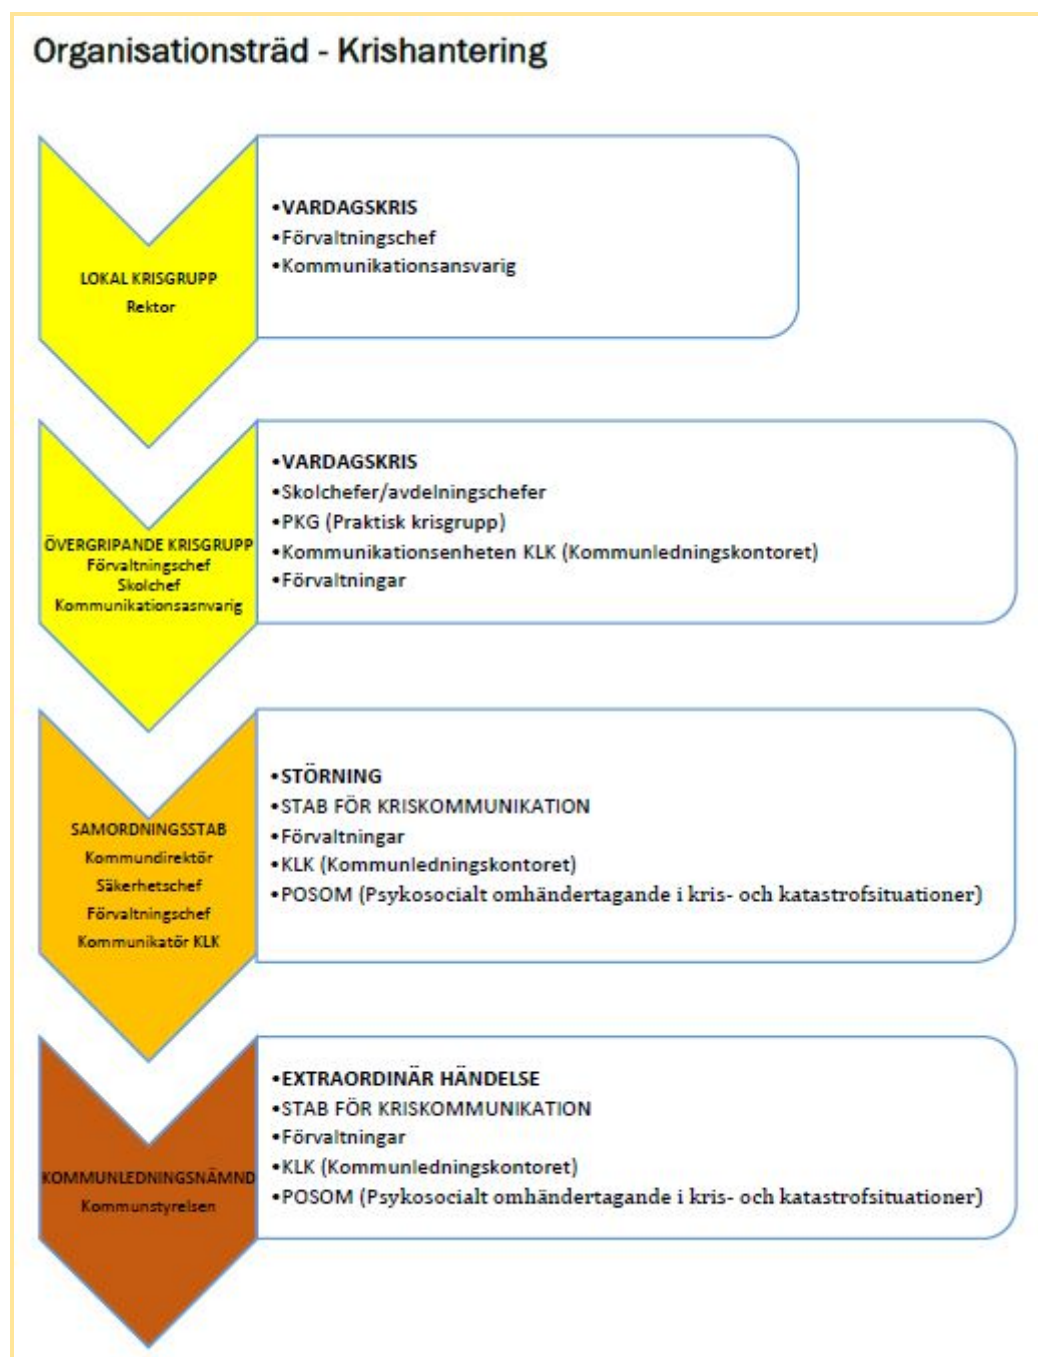 Organisationsträd - Krishantering
LOKAL KRISGRUPP
Rektor
•VARDAGSKRIS
•Förvaltningschef
•Kommunikationsansvarig
ÖVERGRIPANDE KRISGRUPP
Förvaltningschef
Skolchef
Kommunikationsasnvarig
•VARDAGSKRIS
•Skolchefer/avdelningschefer
•PKG (Praktisk krisgrupp)
•Kommunikationsenheten KLK (Kommunledningskontoret)
•Förvaltningar
SAMORDNINGSSTAB
Kommundirektör
Säkerhetschef
Förvaltningschef
Kommunikatör KLK
•STÖRNING
•STAB FÖR KRISKOMMUNIKATION
•Förvaltningar
•KLK (Kommunledningskontoret)
•POSOM (Psykosocialt omhändertagande i kris- och katastrofsituationer)
KOMMUNLEDNINGSNÄMND
Kommunstyrelsen
•EXTRAORDINÄR HÄNDELSE
•STAB FÖR KRISKOMMUNIKATION
•Förvaltningar
•KLK (Kommunledningskontoret)
•POSOM (Psykosocialt omhändertagande i kris- och katastrofsituationer)